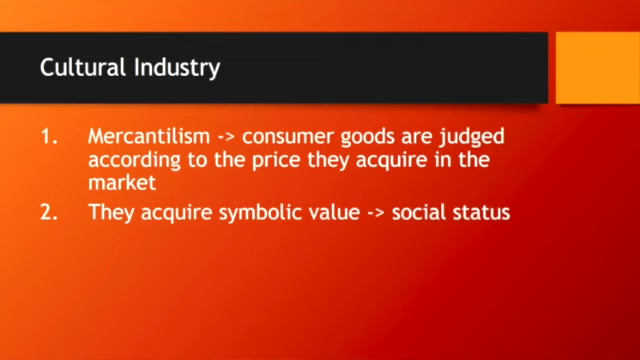 Cultural Industry
1. Mercantilism -> consumer goods are judged
according to the price they acquire in the
market
2. They acquire symbolic value -> social status